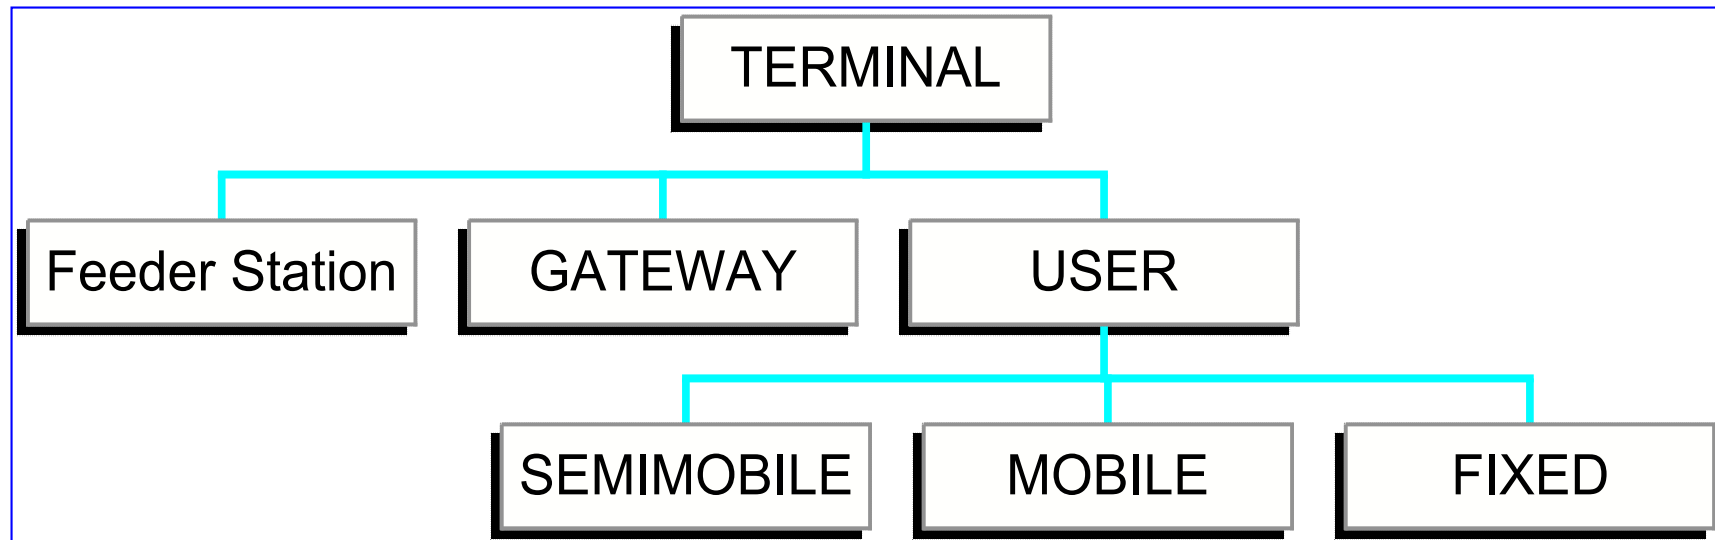 TERMINAL
Feeder Station
GATEWAY
USER
SEMIMOBILE
MOBILE
FIXED